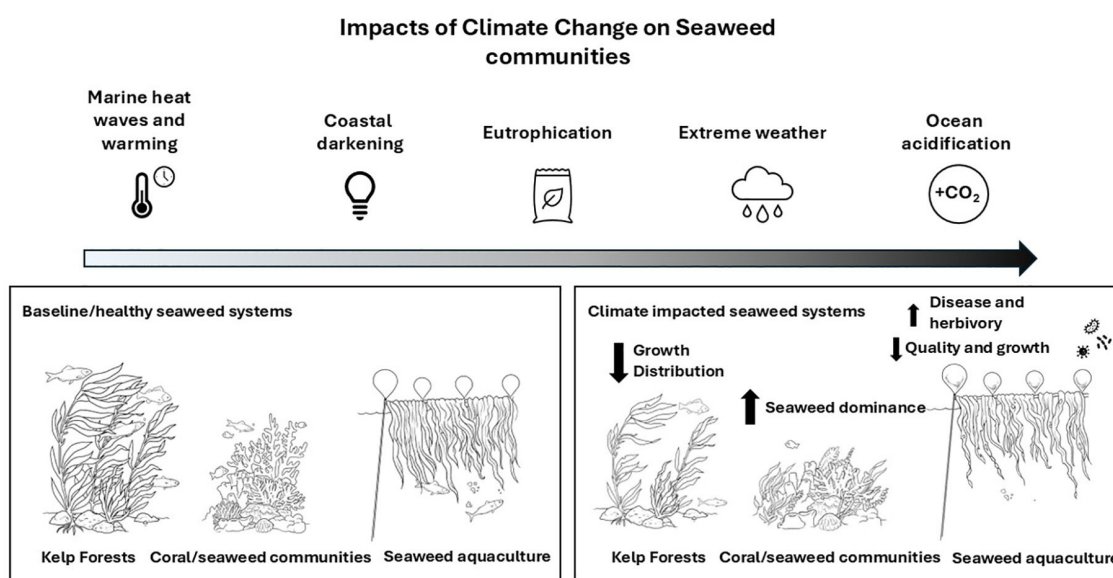 Impacts of Climate Change on Seaweed
communities
Marine heat
waves and
warming
Coastal
darkening
Eutrophication
Extreme weather
Ocean
acidification
+CO₂
Baseline/healthy seaweed systems
Kelp Forests
Coral/seaweed communities
Seaweed aquaculture
Climate impacted seaweed systems
Disease and
herbivory
Quality and growth
Growth
Distribution
Seaweed dominance
Kelp Forests
Coral/seaweed communities
Seaweed aquaculture